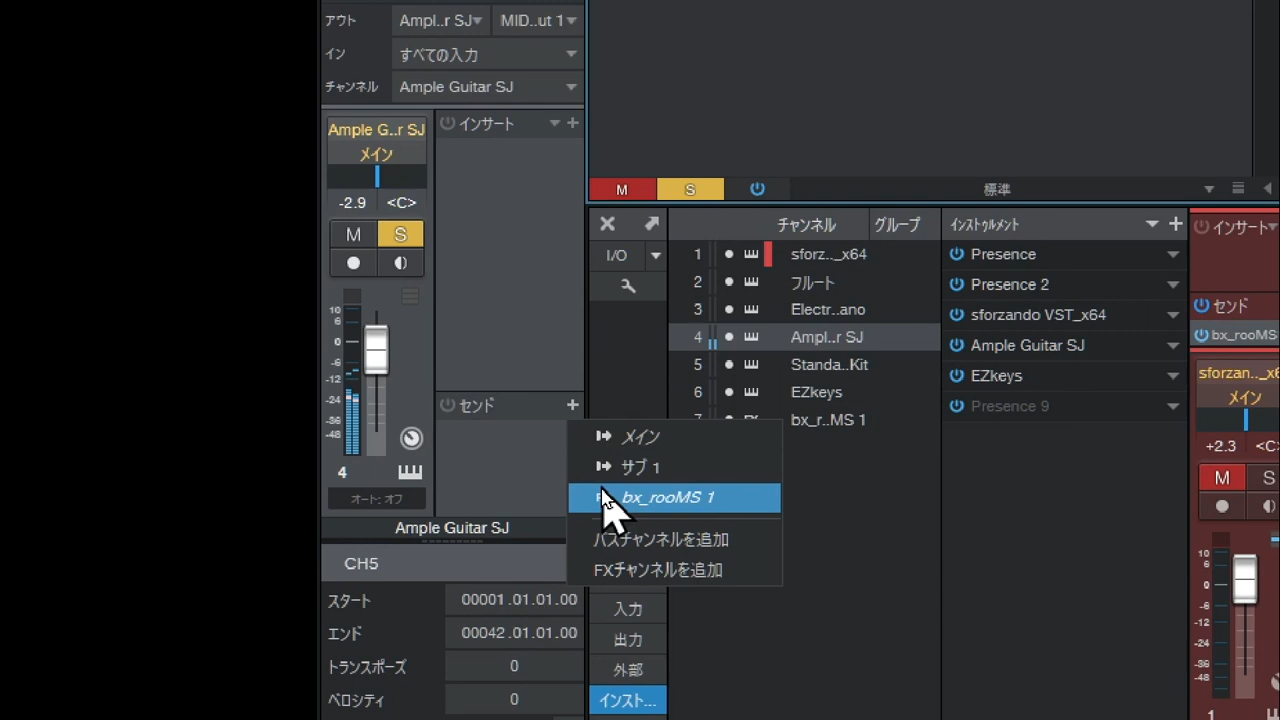 アウト Ampl..r SJ MID..ut 1
イン すべての入力
チャンネル Ample Guitar SJ
Ample G..r SJ
メイン
-2.9 <C>
M S
10
6
0
-6
-12
-24
-36
-48
4
オート: オフ
Ample Guitar SJ
インサート
センド
CH5
スタート 00001.01.01.00
エンド 00042.01.01.00
トランスポーズ 0
ベロシティ 0
M S 標準
I/O
チャンネル グループ
1 sforz.._x64
2 フルート
3 Electr..ano
4 Ampl..r SJ
5 Standa..Kit
6 EZkeys
7 bx_r..MS 1
メイン
サブ 1
bx_rooMS 1
バスチャンネルを追加
FXチャンネルを追加
入力
出力
外部
インスト...
インストゥルメント
Presence
Presence 2
sforzando VST_x64
Ample Guitar SJ
EZkeys
Presence 9
インサート
センド
bx_rooMS
sforzan.._x6
メイン
+2.3 <C>
M S
10
6
0
-6
-12
-24
-36
-48
1